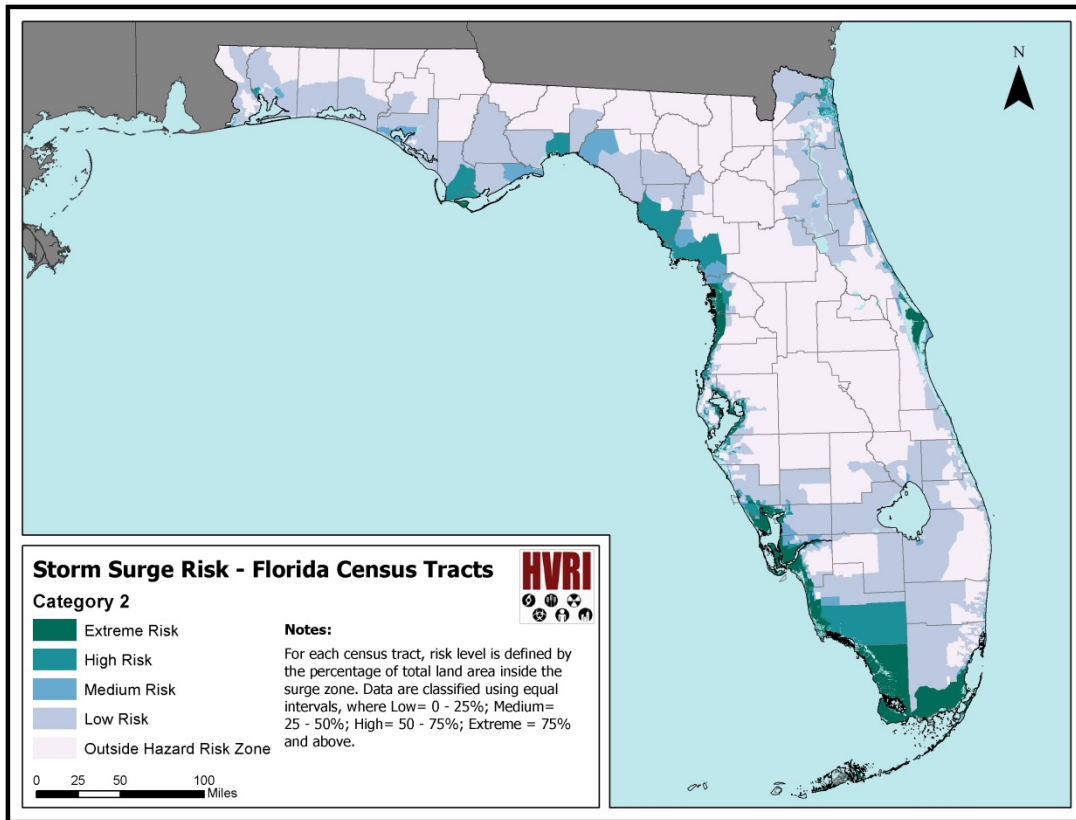 N
Storm Surge Risk - Florida Census Tracts
HVRI
Category 2
Extreme Risk
High Risk
Medium Risk
Low Risk
Outside Hazard Risk Zone
Notes:
For each census tract, risk level is defined by
the percentage of total land area inside the
surge zone. Data are classified using equal
intervals, where Low= 0 - 25%; Medium=
25 - 50%; High= 50 - 75%; Extreme = 75%
and above.
0 25 50 100
Miles